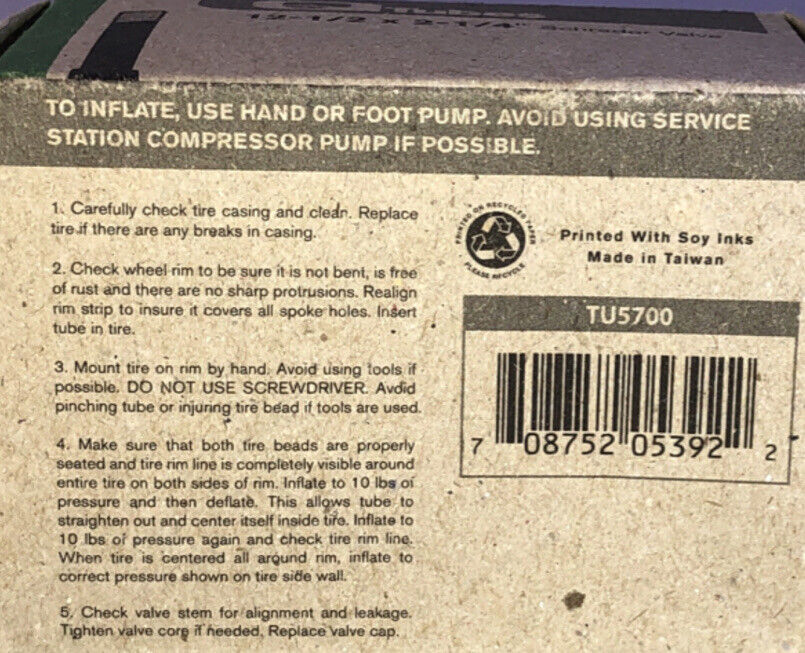 12-1/2 x 2-1/4" Schrader Valve
TO INFLATE, USE HAND OR FOOT PUMP. AVOID USING SERVICE
STATION COMPRESSOR PUMP IF POSSIBLE.
1. Carefully check tire casing and clean. Replace
tire if there are any breaks in casing.
2. Check wheel rim to be sure it is not bent, is free
of rust and there are no sharp protrusions. Realign
rim strip to insure it covers all spoke holes. Insert
tube in tire.
3. Mount tire on rim by hand. Avoid using tools if
possible. DO NOT USE SCREWDRIVER. Avoid
pinching tube or injuring tire bead if tools are used.
4. Make sure that both tire beads are properly
seated and tire rim line is completely visible around
entire tire on both sides of rim. Inflate to 10 lbs of
pressure and then deflate. This allows tube to
straighten out and center itself inside tire. Inflate to
10 lbs of pressure again and check tire rim line.
When tire is centered all around rim, inflate to
correct pressure shown on tire side wall.
5. Check valve stem for alignment and leakage.
Tighten valve core if needed. Replace valve cap.
PRINTED ON RECYCLED PAPER
PLEASE RECYCLE
Printed With Soy Inks
Made in Taiwan
TU5700
7 08752 05392 2